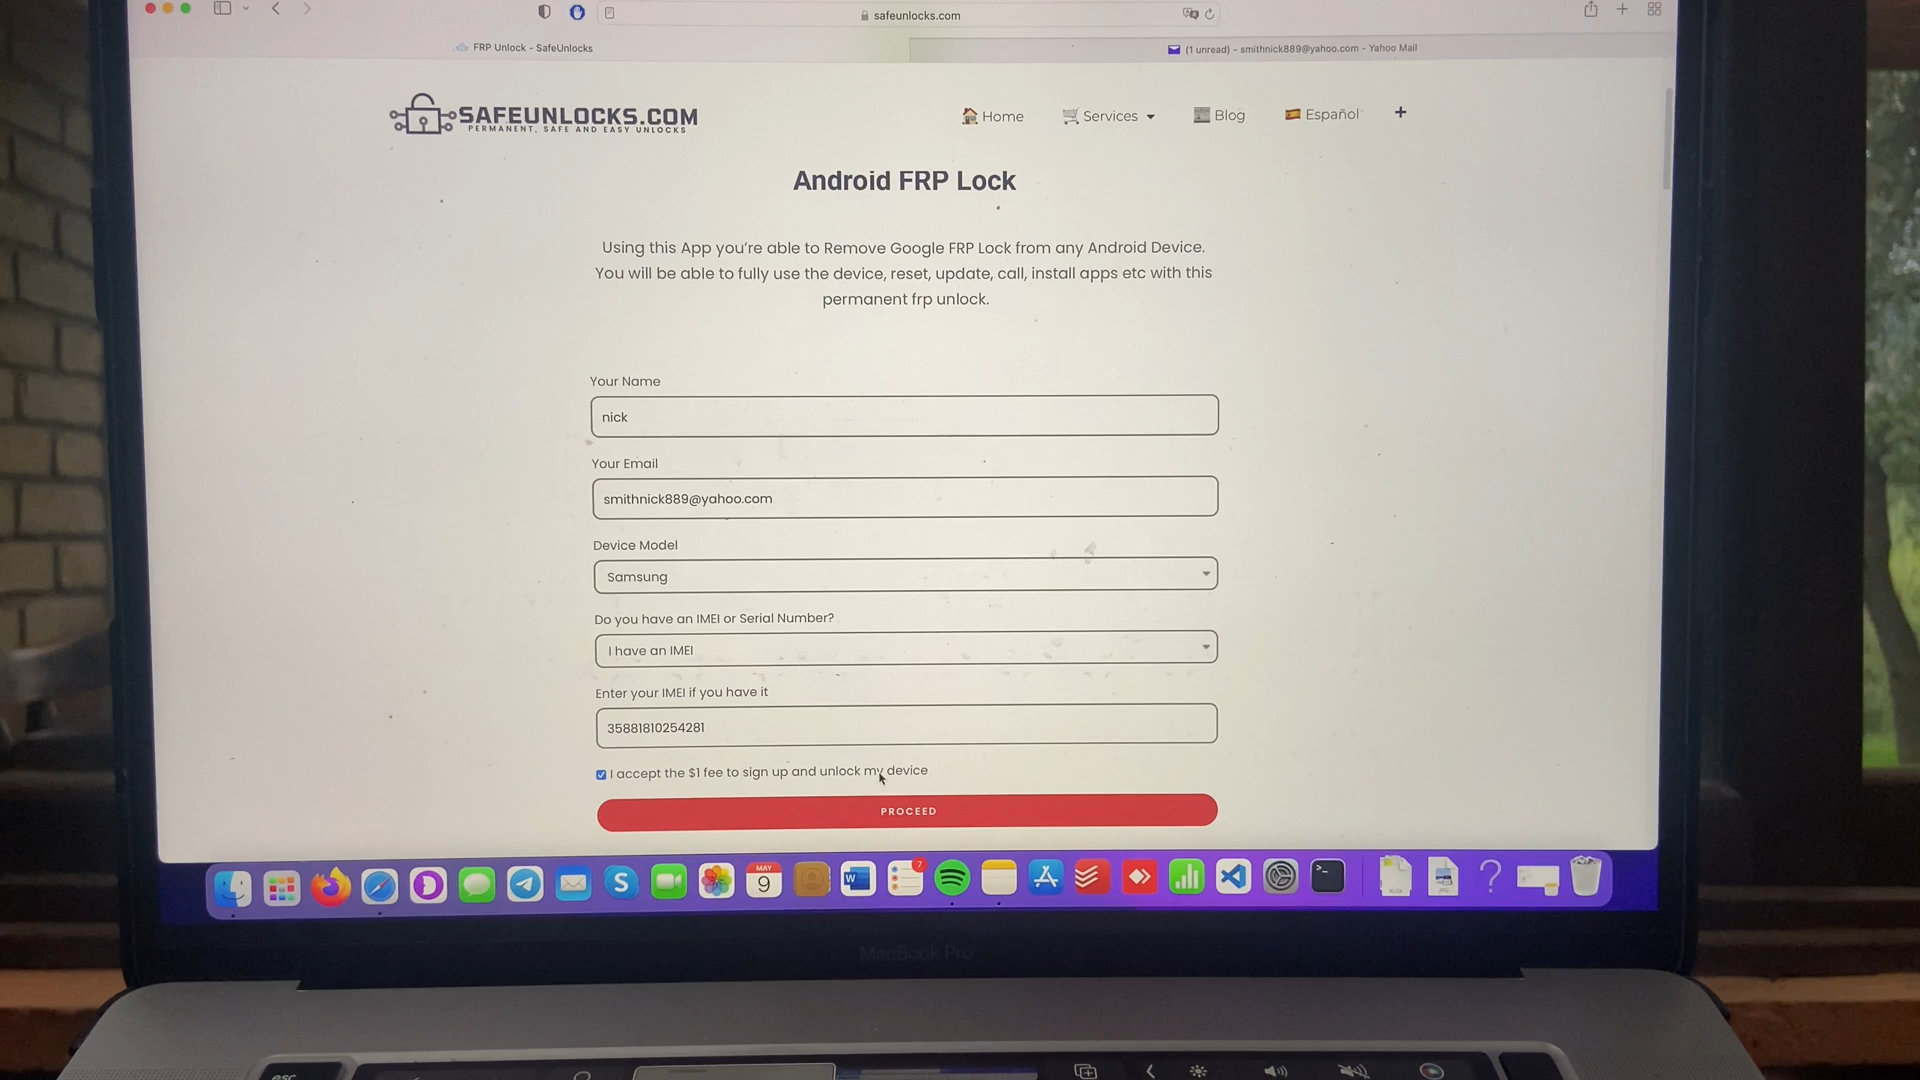 safeunlocks.com
FRP Unlock - SafeUnlocks
(1 unread) - smithnick889@yahoo.com - Yahoo Mail
SAFEUNLOCKS.COM
PERMANENT, SAFE AND EASY UNLOCKS
Home
Services
Blog
Español
+
Android FRP Lock
Using this App you're able to Remove Google FRP Lock from any Android Device.
You will be able to fully use the device, reset, update, call, install apps etc with this
permanent frp unlock.
Your Name
nick
Your Email
smithnick889@yahoo.com
Device Model
Samsung
Do you have an IMEI or Serial Number?
I have an IMEI
Enter your IMEI if you have it
35881810254281
I accept the $1 fee to sign up and unlock my device
PROCEED
MAY
9
W
7
S
XLSX
MacBook Pro
esc